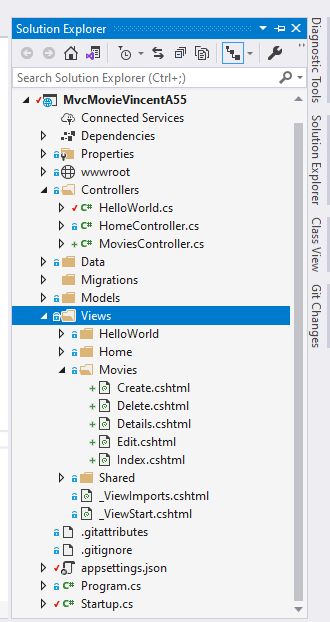 Solution Explorer
Search Solution Explorer (Ctrl+;)
MvcMovieVincentA55
Connected Services
Dependencies
Properties
wwwroot
Controllers
C# HelloWorld.cs
C# HomeController.cs
C# MoviesController.cs
Data
Migrations
Models
Views
HelloWorld
Home
Movies
Create.cshtml
Delete.cshtml
Details.cshtml
Edit.cshtml
Index.cshtml
Shared
_ViewImports.cshtml
_ViewStart.cshtml
.gitattributes
.gitignore
appsettings.json
C# Program.cs
C# Startup.cs
Diagnostic Tools
Solution Explorer
Class View
Git Changes